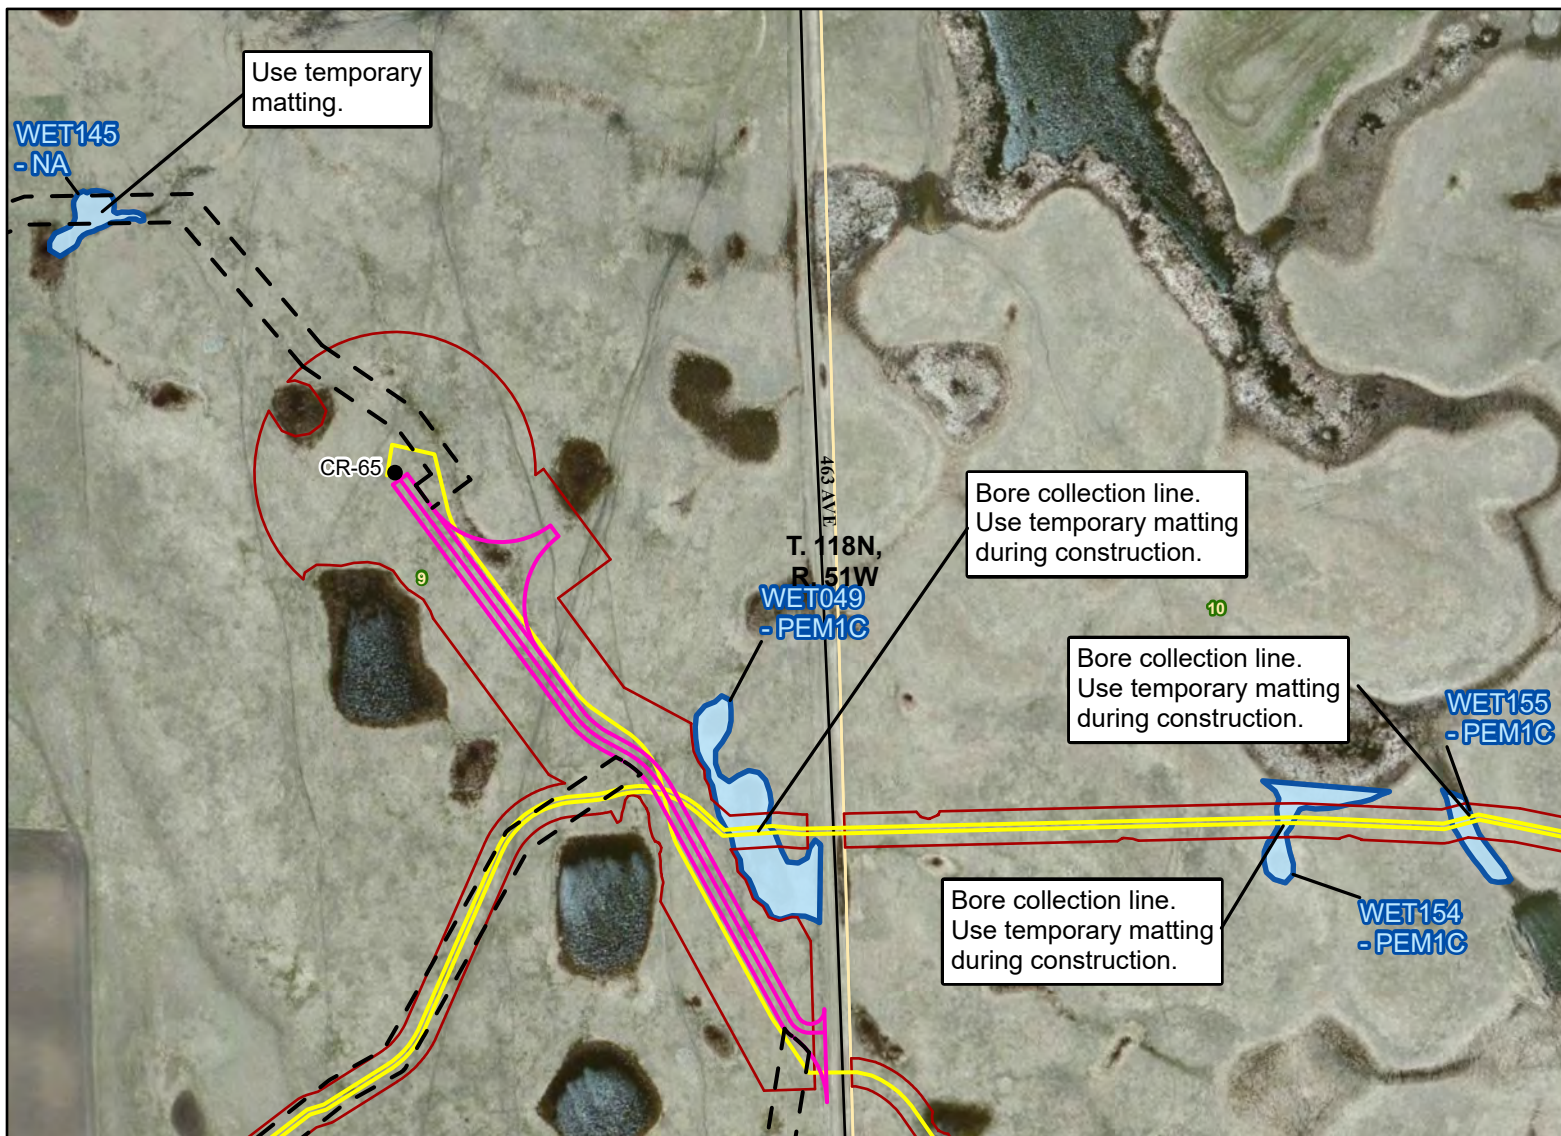 Use temporary
matting.
WET145
- NA
CR-65
9
463 AVE
T. 118N,
R. 51W
WET049
- PEM1C
Bore collection line.
Use temporary matting
during construction.
10
Bore collection line.
Use temporary matting
during construction.
WET155
- PEM1C
Bore collection line.
Use temporary matting
during construction.
WET154
- PEM1C